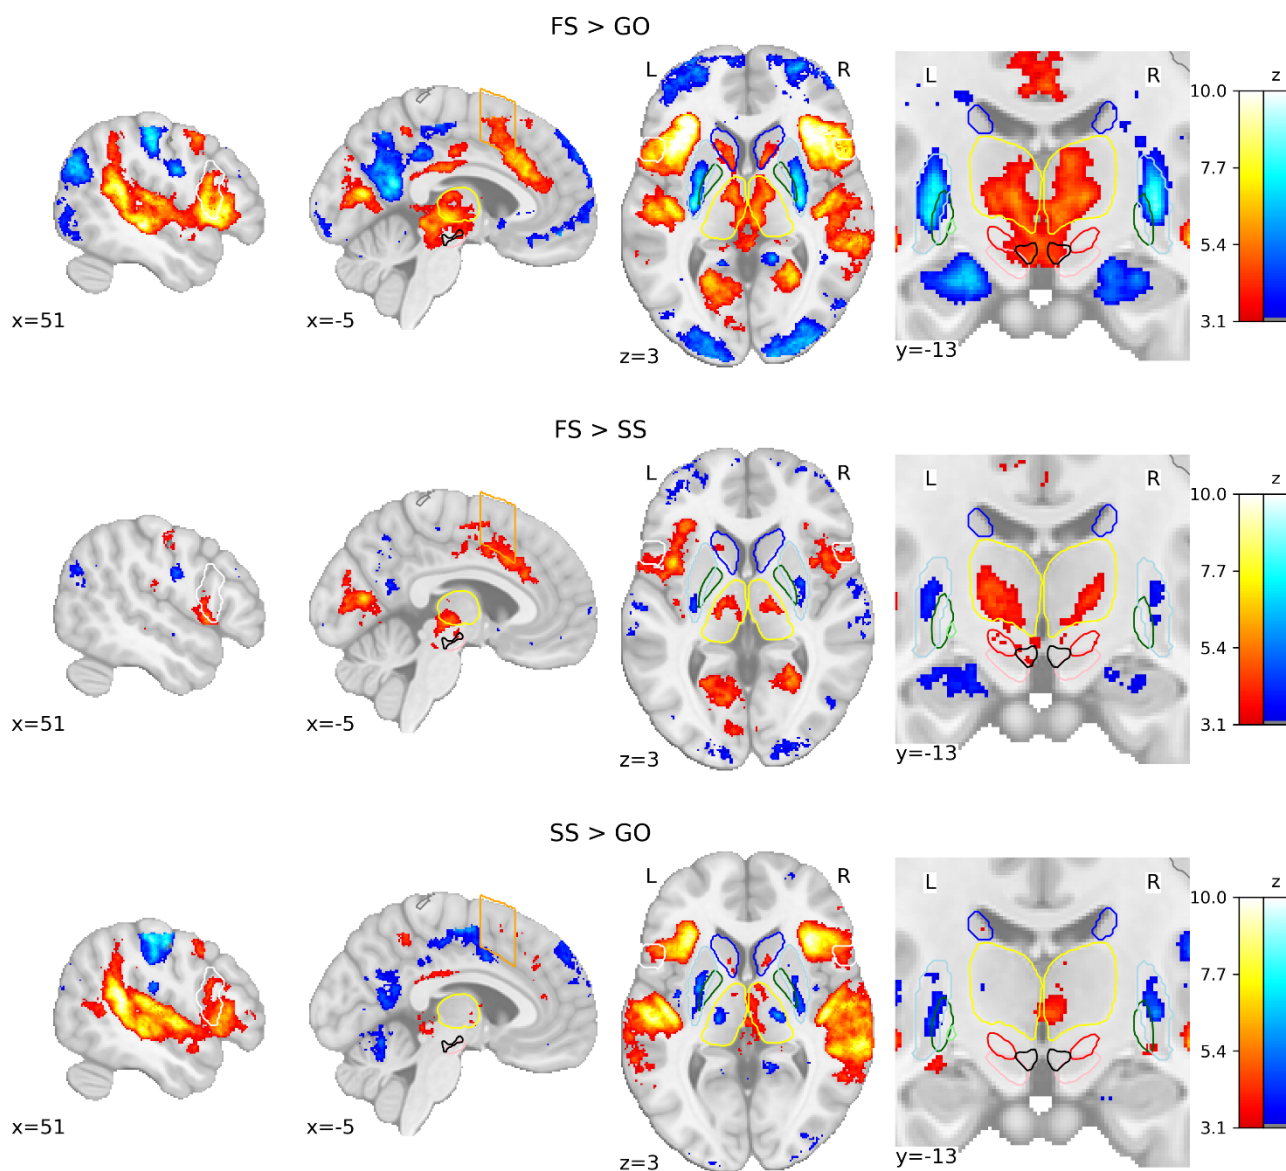 FS > GO
L R L R
10.0 z
7.7
5.4
3.1
x=51 x=-5 z=3 y=-13
FS > SS
L R L R
10.0 z
7.7
5.4
3.1
x=51 x=-5 z=3 y=-13
SS > GO
L R L R
10.0 z
7.7
5.4
3.1
x=51 x=-5 z=3 y=-13